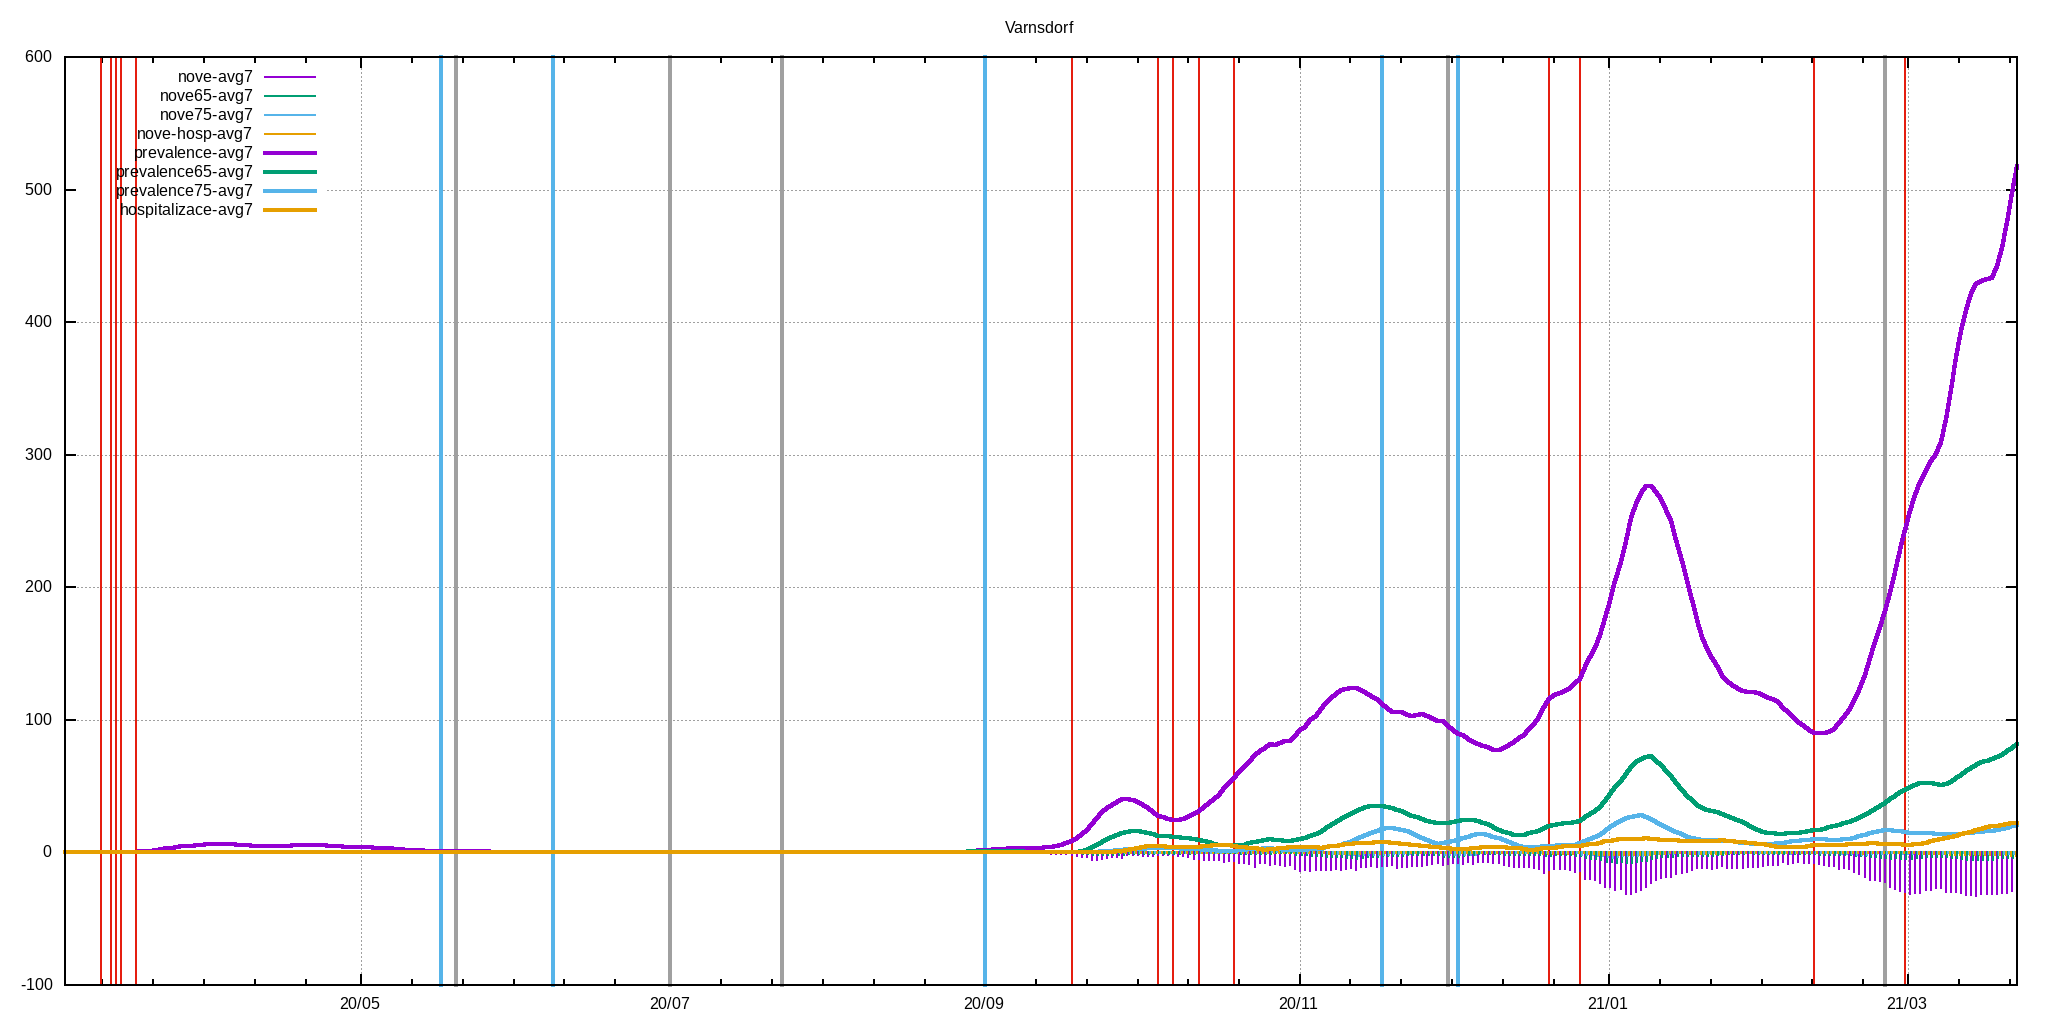 Varnsdorf
600
500
400
300
200
100
0
-100
nove-avg7
nove65-avg7
nove75-avg7
nove-hosp-avg7
prevalence-avg7
prevalence65-avg7
prevalence75-avg7
hospitalizace-avg7
20/05
20/07
20/09
20/11
21/01
21/03